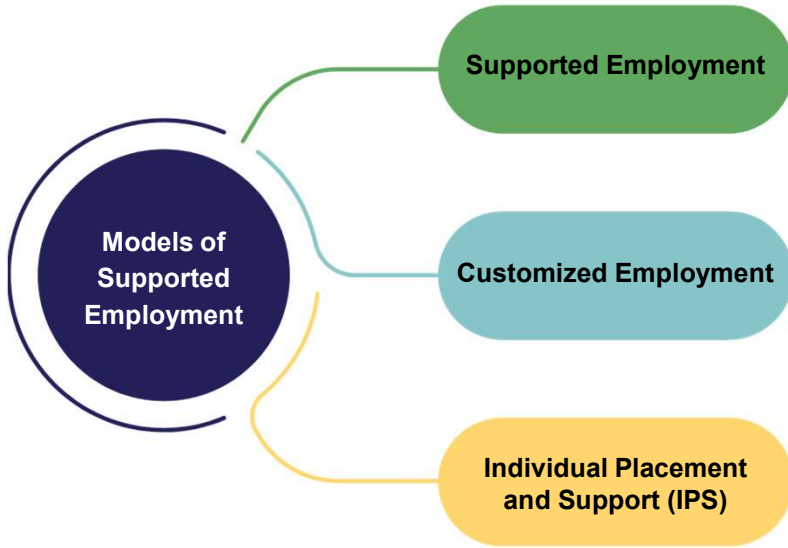 Models of
Supported
Employment
Supported Employment
Customized Employment
Individual Placement
and Support (IPS)